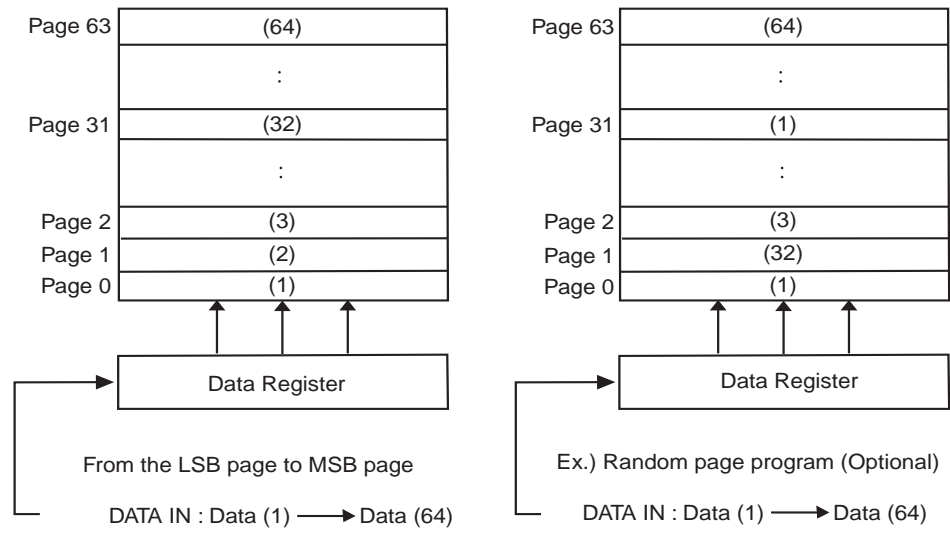 Page 63 (64)
:
Page 31 (32)
:
Page 2 (3)
Page 1 (2)
Page 0 (1)
Data Register
From the LSB page to MSB page
DATA IN : Data (1) → Data (64)
Page 63 (64)
:
Page 31 (1)
:
Page 2 (3)
Page 1 (32)
Page 0 (1)
Data Register
Ex.) Random page program (Optional)
DATA IN : Data (1) → Data (64)